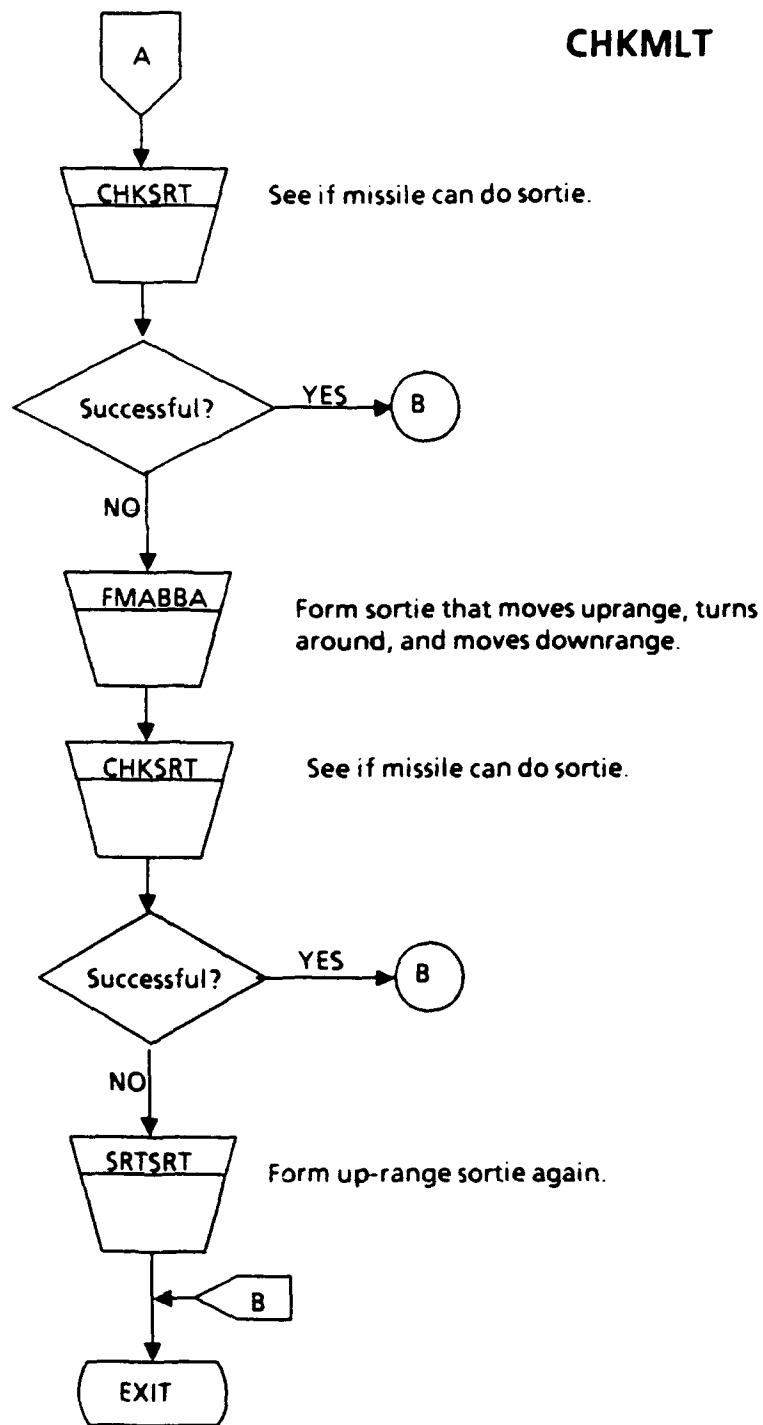 CHKMLT
A
CHKSRT
See if missile can do sortie.
Successful?
YES
B
NO
FMABBA
Form sortie that moves uprange, turns
around, and moves downrange.
CHKSRT
See if missile can do sortie.
Successful?
YES
B
NO
SRTSRT
Form up-range sortie again.
B
EXIT